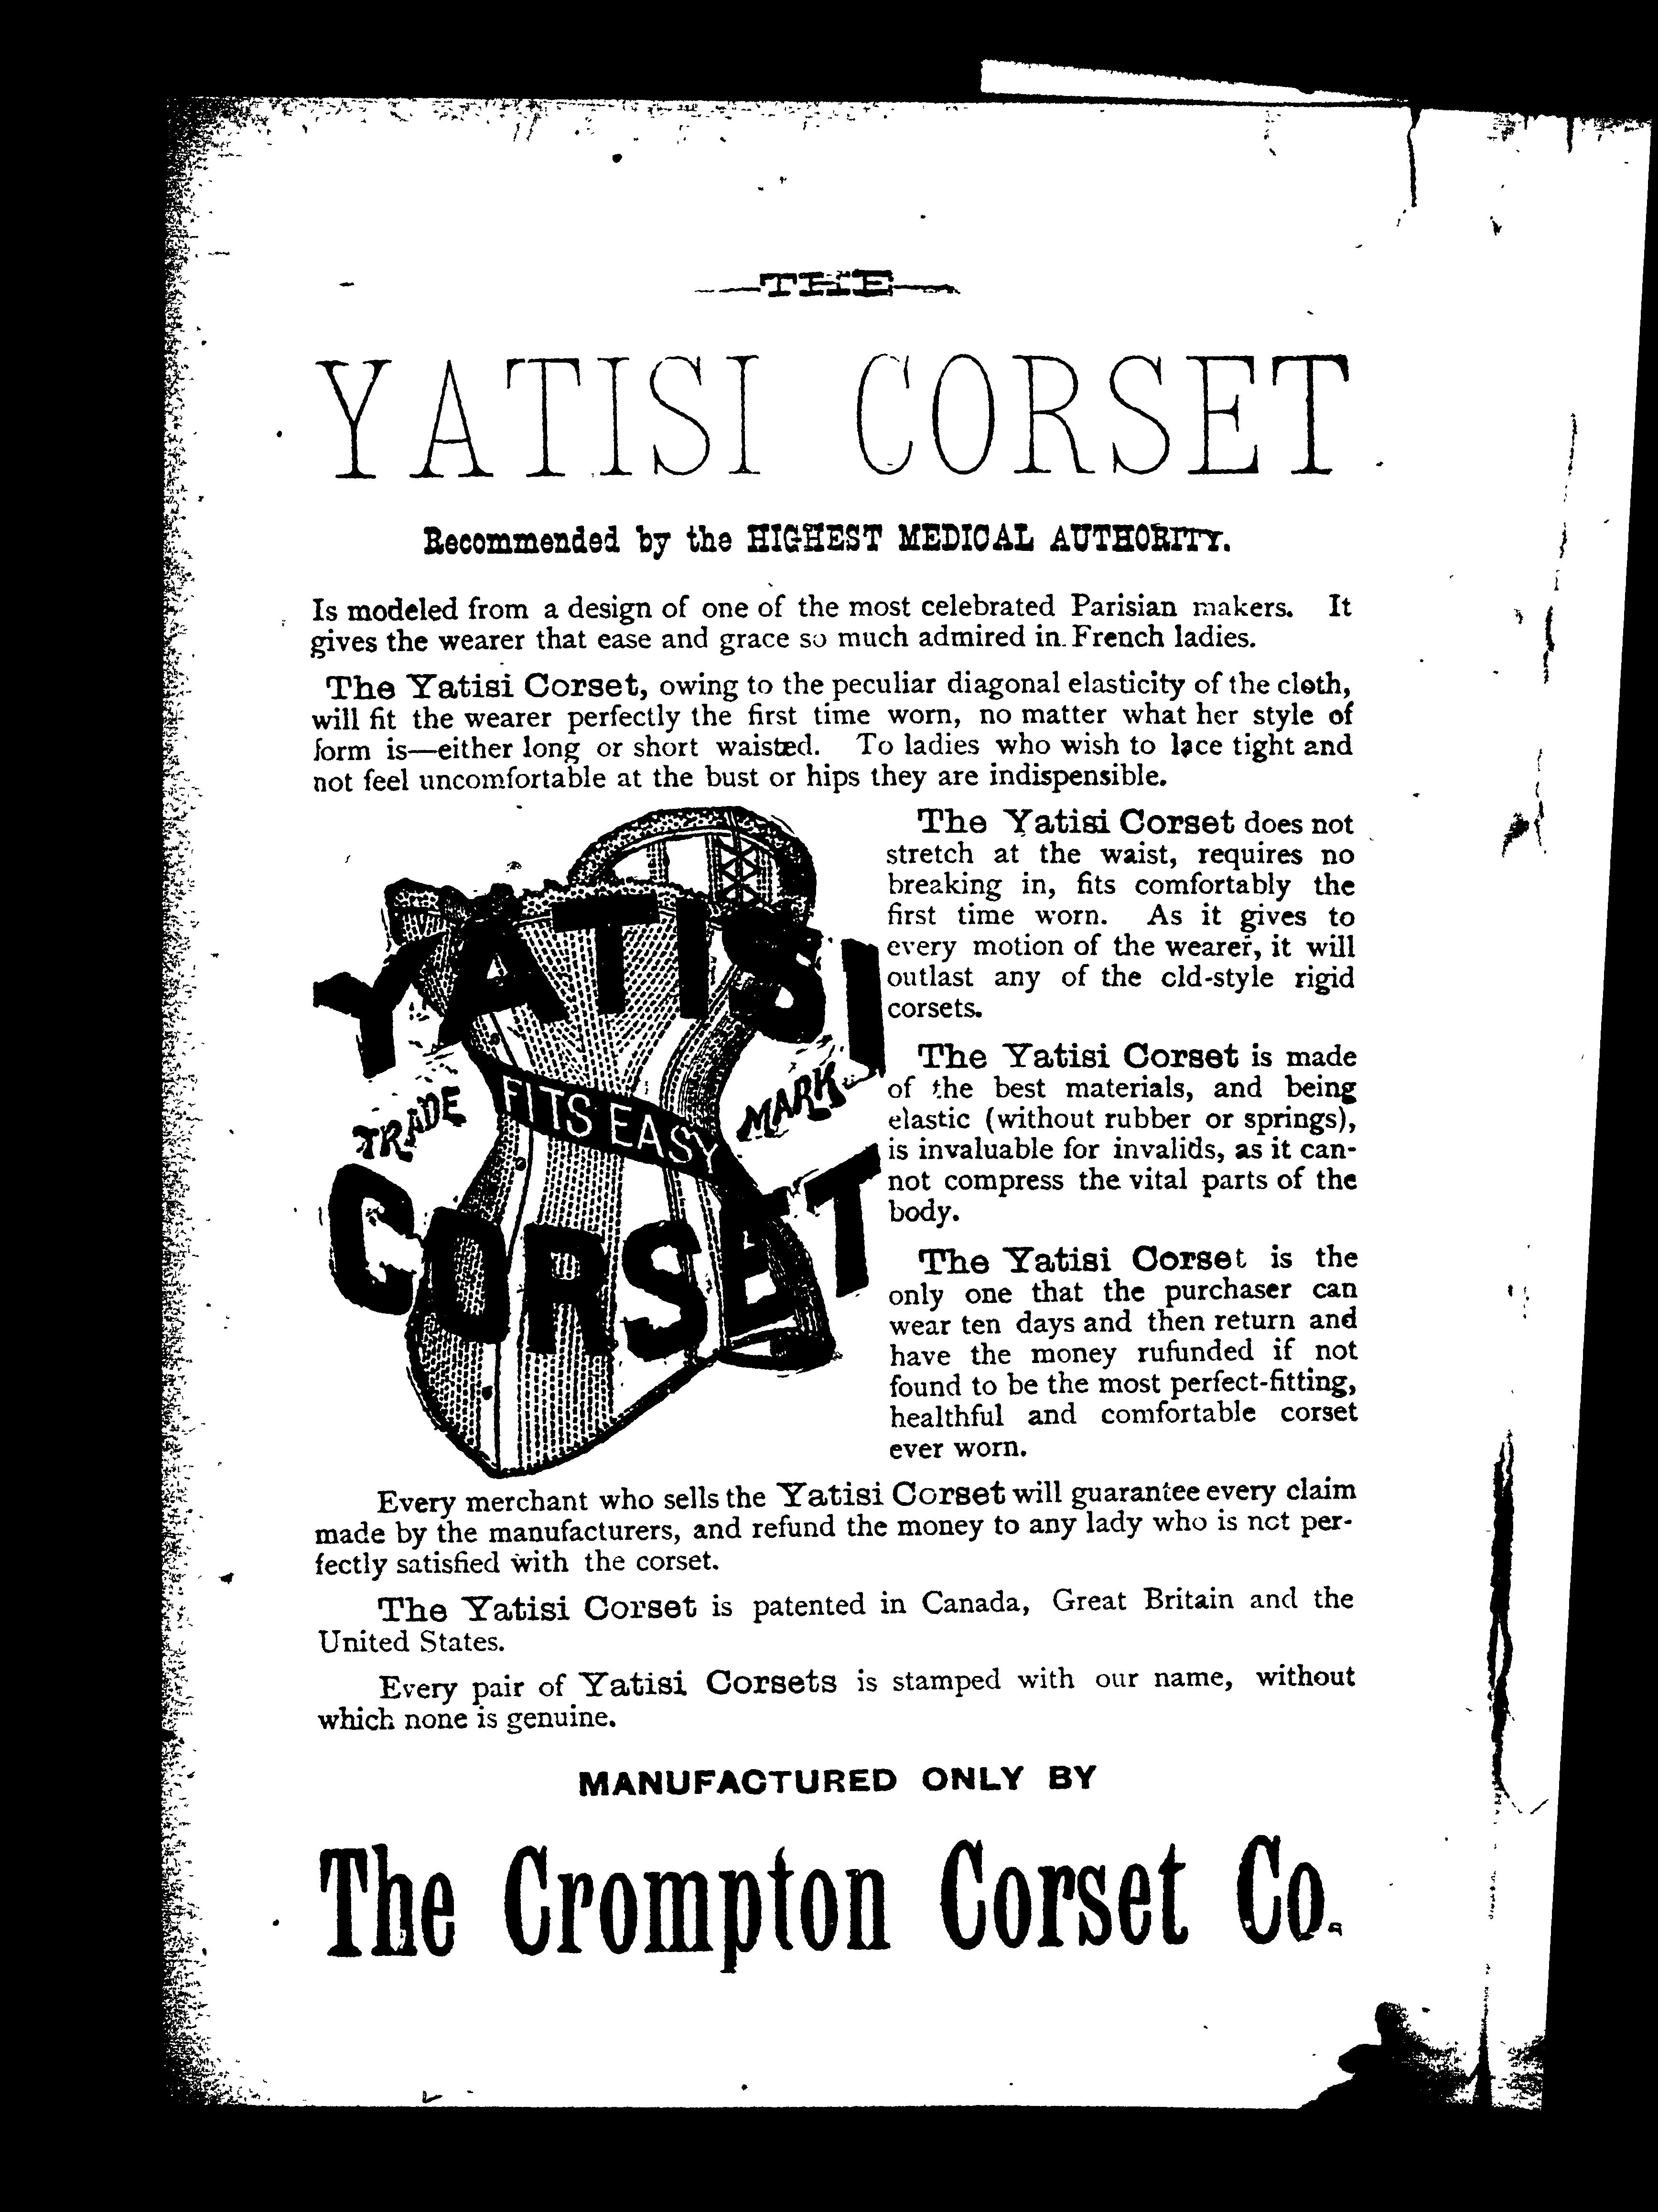 THE
YATISI CORSET
Recommended by the HIGHEST MEDICAL AUTHORITY.
Is modeled from a design of one of the most celebrated Parisian makers. It
gives the wearer that ease and grace so much admired in French ladies.
The Yatisi Corset, owing to the peculiar diagonal elasticity of the cloth,
will fit the wearer perfectly the first time worn, no matter what her style of
form is—either long or short waisted. To ladies who wish to lace tight and
not feel uncomfortable at the bust or hips they are indispensible.
YATISI
TRADE
FITS EASY
MARK
CORSET
The Yatisi Corset does not
stretch at the waist, requires no
breaking in, fits comfortably the
first time worn. As it gives to
every motion of the wearer, it will
outlast any of the old-style rigid
corsets.
The Yatisi Corset is made
of the best materials, and being
elastic (without rubber or springs),
is invaluable for invalids, as it can-
not compress the vital parts of the
body.
The Yatisi Corset is the
only one that the purchaser can
wear ten days and then return and
have the money rufunded if not
found to be the most perfect-fitting,
healthful and comfortable corset
ever worn.
Every merchant who sells the Yatisi Corset will guarantee every claim
made by the manufacturers, and refund the money to any lady who is not per-
fectly satisfied with the corset.
The Yatisi Corset is patented in Canada, Great Britain and the
United States.
Every pair of Yatisi Corsets is stamped with our name, without
which none is genuine.
MANUFACTURED ONLY BY
The Crompton Corset Co.